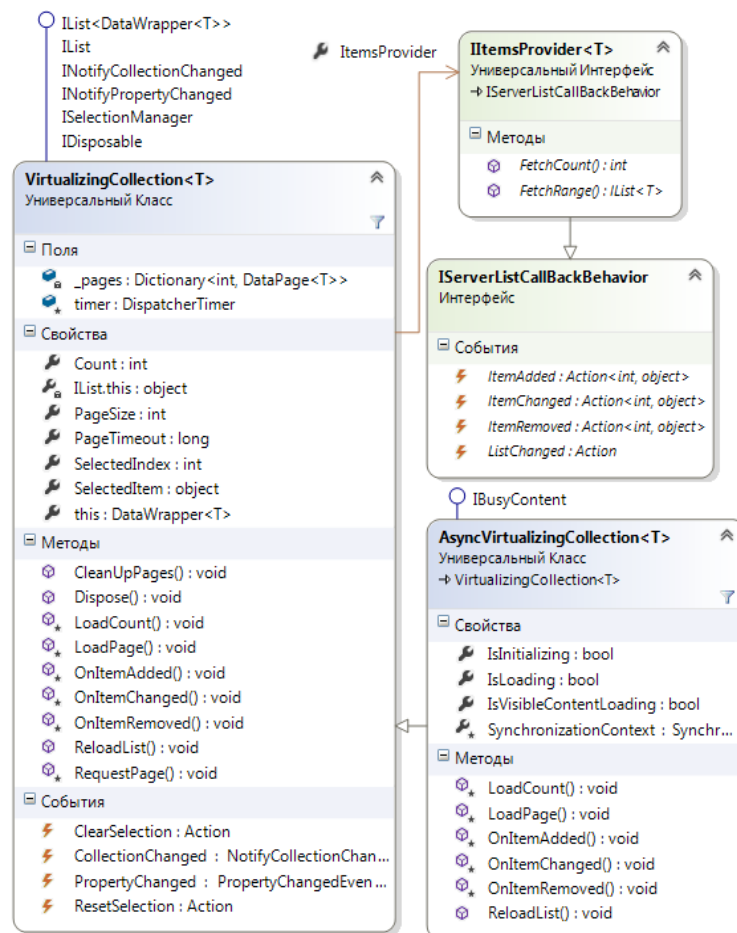 IList<DataWrapper<T>>
IList
INotifyCollectionChanged
INotifyPropertyChanged
ISelectionManager
IDisposable
VirtualizingCollection<T>
Универсальный Класс
Поля
_pages : Dictionary<int, DataPage<T>>
timer : DispatcherTimer
Свойства
Count : int
IList.this : object
PageSize : int
PageTimeout : long
SelectedIndex : int
SelectedItem : object
this : DataWrapper<T>
Методы
CleanUpPages() : void
Dispose() : void
LoadCount() : void
LoadPage() : void
OnItemAdded() : void
OnItemChanged() : void
OnItemRemoved() : void
ReloadList() : void
RequestPage() : void
События
ClearSelection : Action
CollectionChanged : NotifyCollectionChan...
PropertyChanged : PropertyChangedEven...
ResetSelection : Action
ItemsProvider
IItemsProvider<T>
Универсальный Интерфейс
IServerListCallBackBehavior
Методы
FetchCount() : int
FetchRange() : IList<T>
IServerListCallBackBehavior
Интерфейс
События
ItemAdded : Action<int, object>
ItemChanged : Action<int, object>
ItemRemoved : Action<int, object>
ListChanged : Action
IBusyContent
AsyncVirtualizingCollection<T>
Универсальный Класс
VirtualizingCollection<T>
Свойства
IsInitializing : bool
IsLoading : bool
IsVisibleContentLoading : bool
SynchronizationContext : Synchr...
Методы
LoadCount() : void
LoadPage() : void
OnItemAdded() : void
OnItemChanged() : void
OnItemRemoved() : void
ReloadList() : void